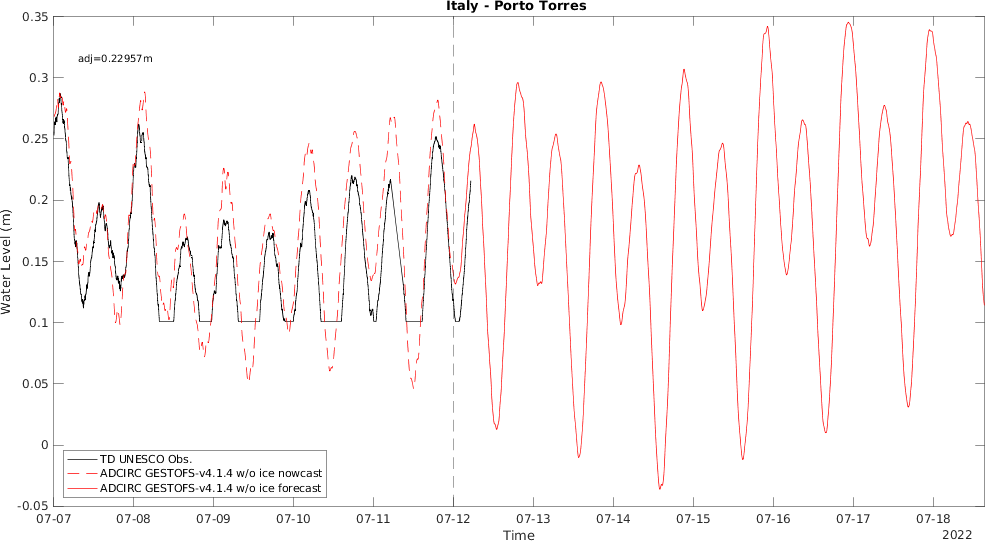 Italy - Porto Torres
adj=0.22957m
0.35
0.3
0.25
0.2
0.15
0.1
0.05
0
-0.05
Water Level (m)
TD UNESCO Obs.
ADCIRC GESTOFS-v4.1.4 w/o ice nowcast
ADCIRC GESTOFS-v4.1.4 w/o ice forecast
07-07 07-08 07-09 07-10 07-11 07-12 07-13 07-14 07-15 07-16 07-17 07-18
Time
2022